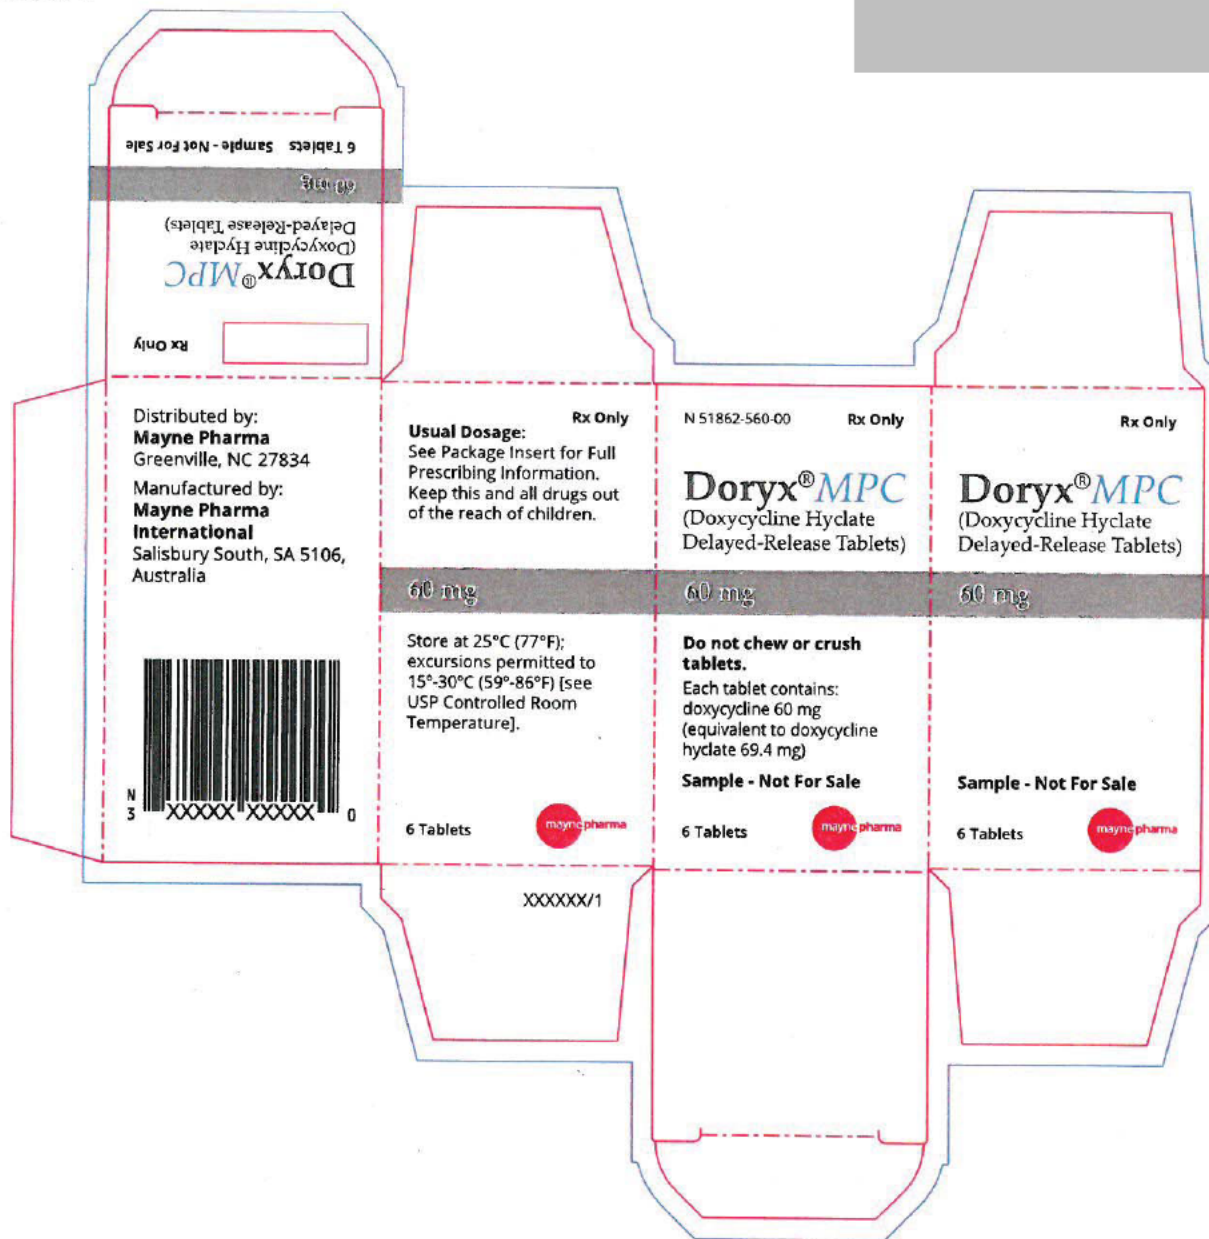 6 Tablets Sample - Not For Sale
60 mg
Delayed-Release Tablets)
(Doxycycline Hyclate
Doryx® MPC
Rx Only
Distributed by:
Mayne Pharma
Greenville, NC 27834
Manufactured by:
Mayne Pharma
International
Salisbury South, SA 5106,
Australia
N
3 XXXXX XXXXX 0
Rx Only
Usual Dosage:
See Package Insert for Full
Prescribing Information.
Keep this and all drugs out
of the reach of children.
60 mg
Store at 25°C (77°F);
excursions permitted to
15°-30°C (59°-86°F) [see
USP Controlled Room
Temperature].
6 Tablets
maynepharma
XXXXXX/1
N 51862-560-00 Rx Only
Doryx® MPC
(Doxycycline Hyclate
Delayed-Release Tablets)
60 mg
Do not chew or crush
tablets.
Each tablet contains:
doxycycline 60 mg
(equivalent to doxycycline
hyclate 69.4 mg)
Sample - Not For Sale
6 Tablets
maynepharma
Rx Only
Doryx® MPC
(Doxycycline Hyclate
Delayed-Release Tablets)
60 mg
Sample - Not For Sale
6 Tablets
maynepharma